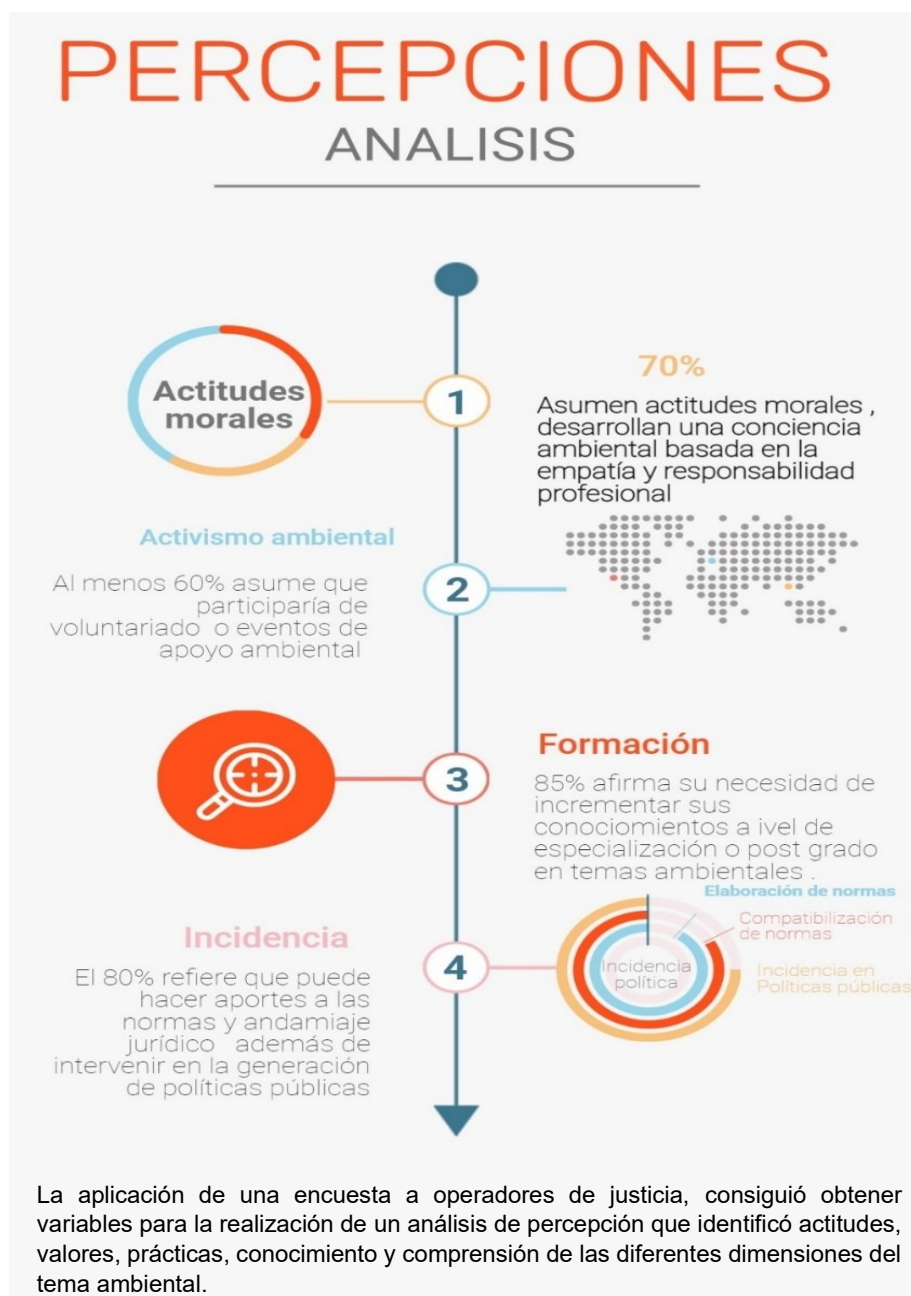 PERCEPCIONES
ANALISIS
Actitudes
morales
1
70%
Asumen actitudes morales ,
desarrollan una conciencia
ambiental basada en la
empatía y responsabilidad
profesional
Activismo ambiental
Al menos 60% asume que
participaría de
voluntariado o eventos de
apoyo ambiental
2
3
Formación
85% afirma su necesidad de
incrementar sus
conociomientos a ivel de
especialización o post grado
en temas ambientales .
Incidencia
El 80% refiere que puede
hacer aportes a las
normas y andamiaje
jurídico además de
intervenir en la generación
de políticas públicas
4
Elaboración de normas
Compatibilización
de normas
Incidencia en
Políticas públicas
Incidencia
política
La aplicación de una encuesta a operadores de justicia, consiguió obtener
variables para la realización de un análisis de percepción que identificó actitudes,
valores, prácticas, conocimiento y comprensión de las diferentes dimensiones del
tema ambiental.